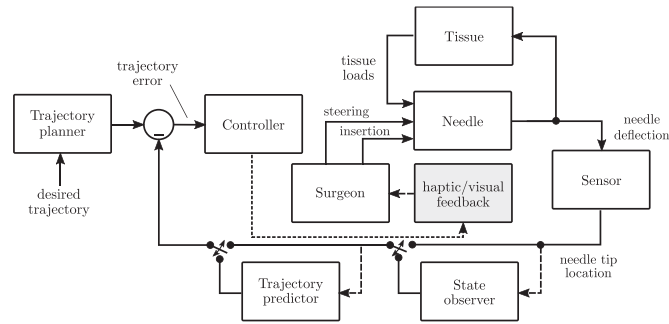 Tissue
tissue
loads
trajectory
error
Trajectory
planner
Controller
steering
insertion
Needle
needle
deflection
desired
trajectory
Surgeon
haptic/visual
feedback
Sensor
needle tip
location
Trajectory
predictor
State
observer